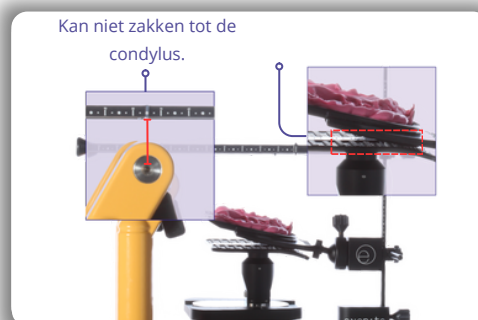 Kan niet zakken tot de
condylus.